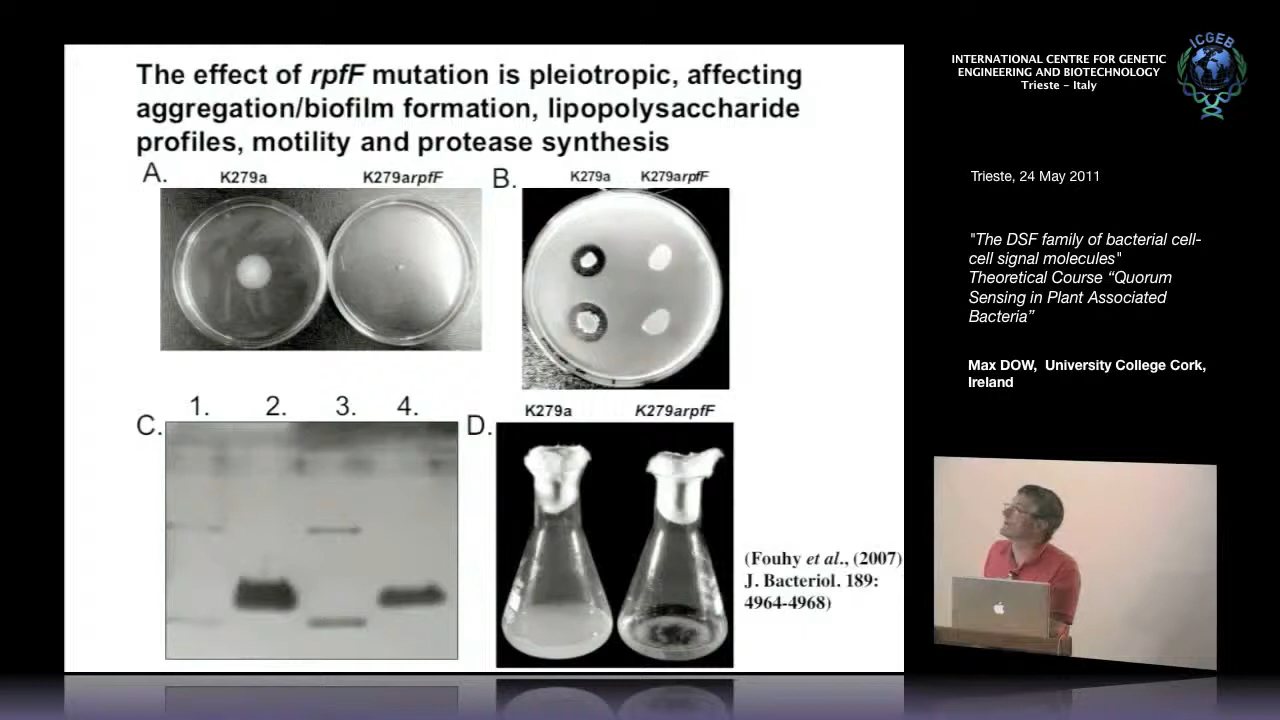 The effect of rpfF mutation is pleiotropic, affecting
aggregation/biofilm formation, lipopolysaccharide
profiles, motility and protease synthesis
A.
K279a
K279arpfF
B.
K279a
K279arpfF
C.
1.
2.
3.
4.
D.
K279a
K279arpfF
(Fouhy et al., (2007)
J. Bacteriol. 189:
4964-4968)
INTERNATIONAL CENTRE FOR GENETIC
ENGINEERING AND BIOTECHNOLOGY
Trieste - Italy
ICGEB
Trieste, 24 May 2011
"The DSF family of bacterial cell-
cell signal molecules"
Theoretical Course “Quorum
Sensing in Plant Associated
Bacteria”
Max DOW, University College Cork,
Ireland